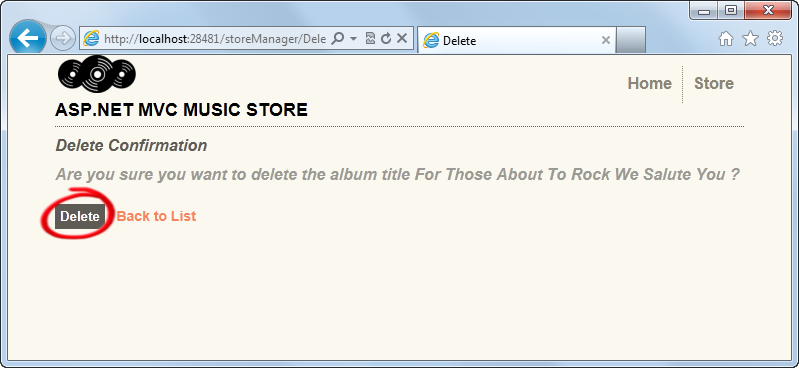 http://localhost:28481/storeManager/Dele
Delete
Home
Store
ASP.NET MVC MUSIC STORE
Delete Confirmation
Are you sure you want to delete the album title For Those About To Rock We Salute You ?
Delete
Back to List